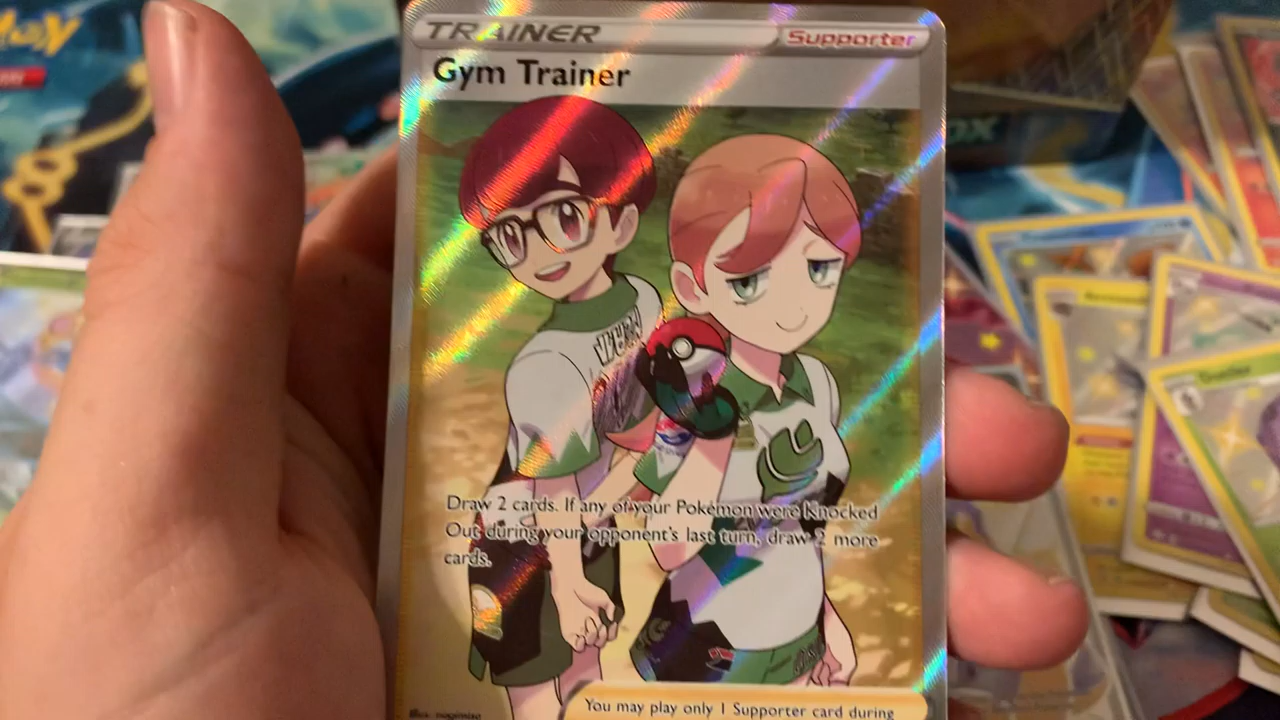 TRAINER
Supporter
Gym Trainer
Draw 2 cards. If any of your Pokémon were Knocked
Out during your opponent's last turn, draw 2 more
cards.
You may play only 1 Supporter card during